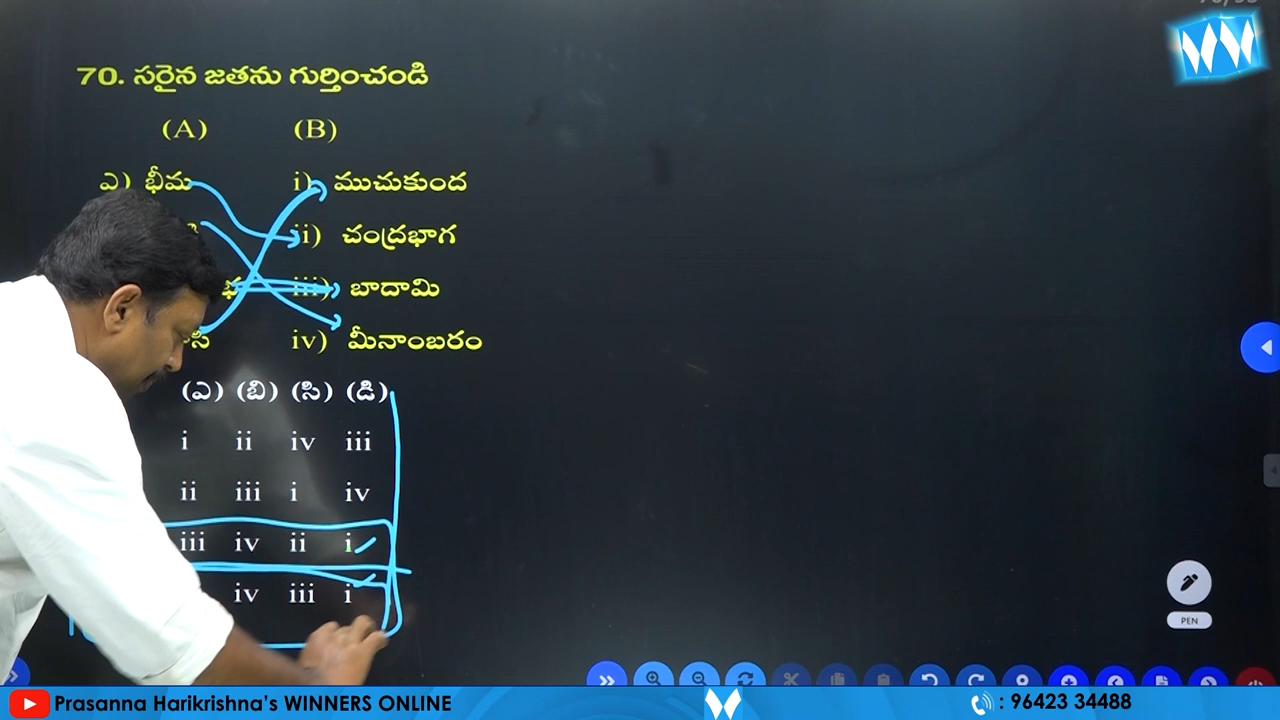 70. సరైన జతను గుర్తించండి
(A) (B)
ఎ) భీమ i) ముచుకుంద
ii) చంద్రభాగ
iii) బాదామి
iv) మీనాంబరం
(ఎ) (బి) (సి) (డి)
i ii iv iii
ii iii i iv
iii iv ii i
iv iii i
PEN
Prasanna Harikrishna's WINNERS ONLINE
: 96423 34488